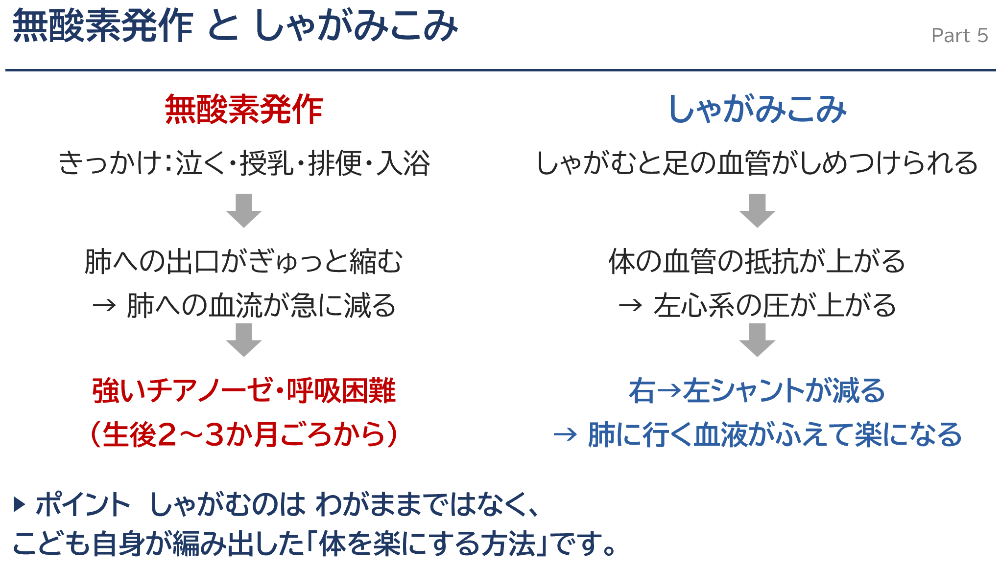 無酸素発作 と しゃがみこみ
Part 5
無酸素発作
きっかけ：泣く・授乳・排便・入浴
肺への出口がぎゅっと縮む
→ 肺への血流が急に減る
強いチアノーゼ・呼吸困難
（生後2～3か月ごろから）
しゃがみこみ
しゃがむと足の血管がしめつけられる
体の血管の抵抗が上がる
→ 左心系の圧が上がる
右→左シャントが減る
→ 肺に行く血液がふえて楽になる
▶ ポイント　しゃがむのは わがままではなく、
こども自身が編み出した「体を楽にする方法」です。